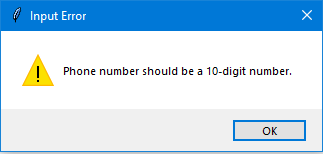 Input Error
Phone number should be a 10-digit number.
OK